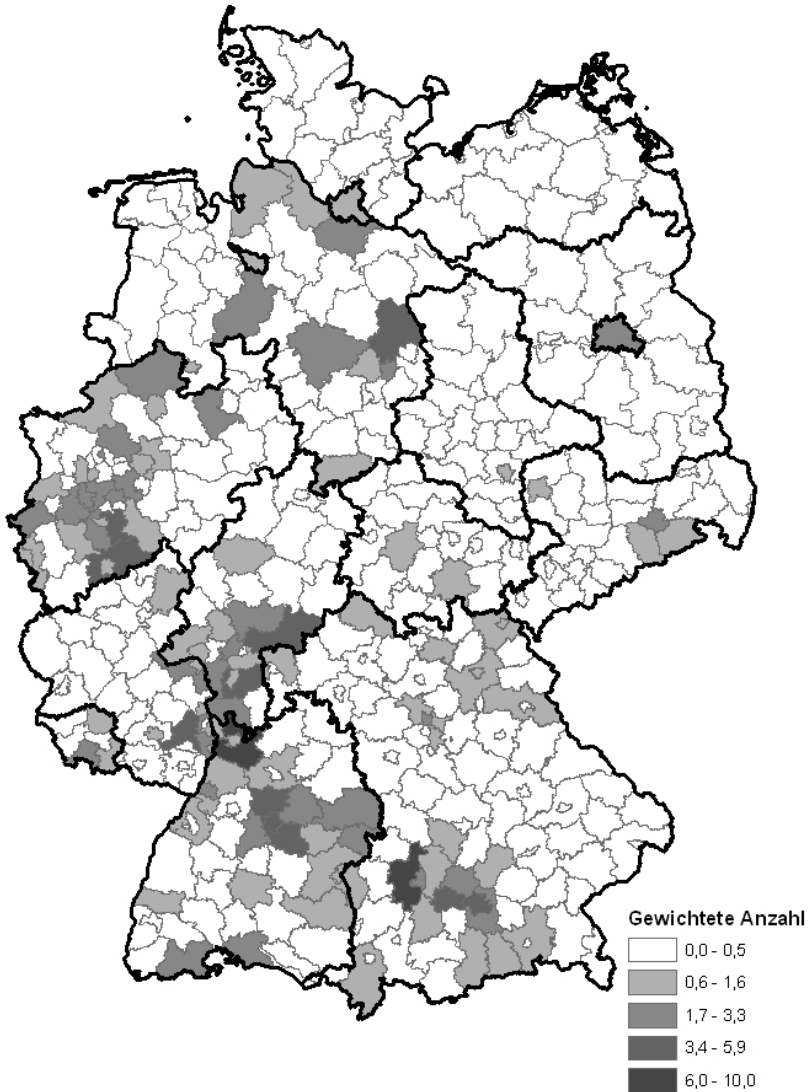 Gewichtete Anzahl
0,0 - 0,5
0,6 - 1,6
1,7 - 3,3
3,4 - 5,9
6,0 - 10,0